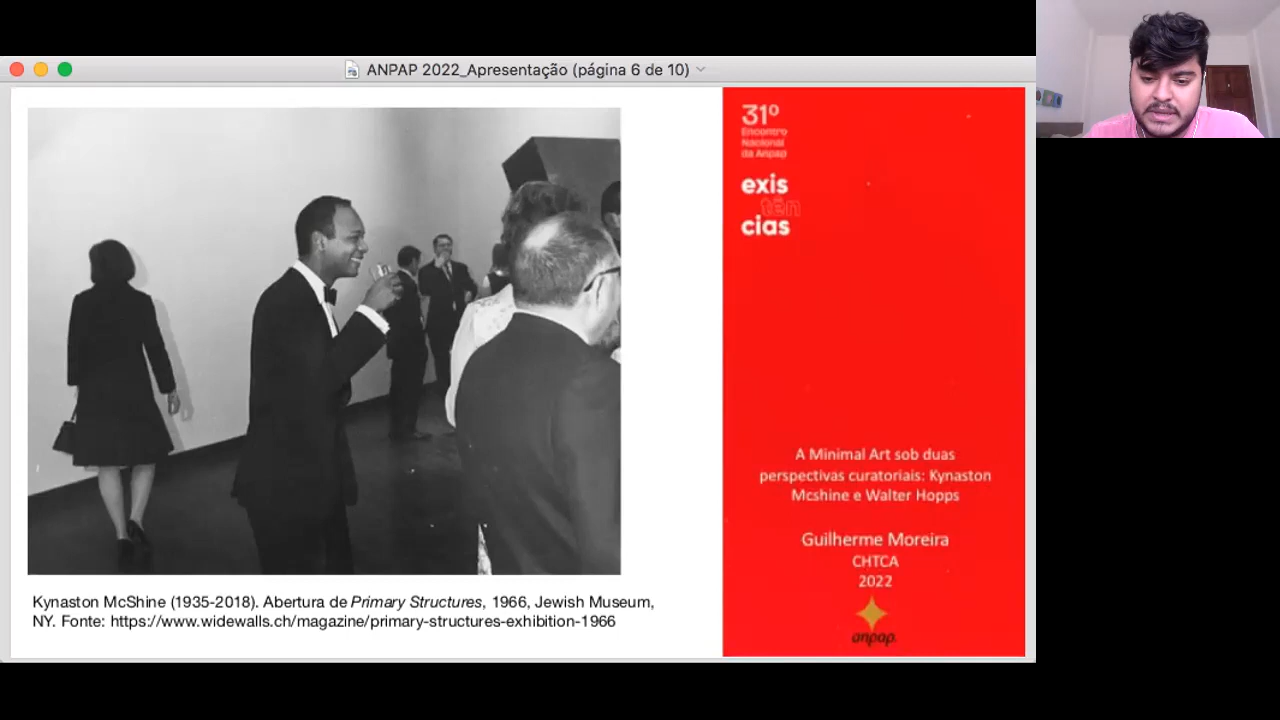 ANPAP 2022_Apresentação (página 6 de 10)
31º
Encontro
Nacional
da Anpap
exis
tên
cias
A Minimal Art sob duas
perspectivas curatoriais: Kynaston
Mcshine e Walter Hopps
Guilherme Moreira
CHTCA
2022
anpap.
Kynaston McShine (1935-2018). Abertura de Primary Structures, 1966, Jewish Museum,
NY. Fonte: https://www.widewalls.ch/magazine/primary-structures-exhibition-1966